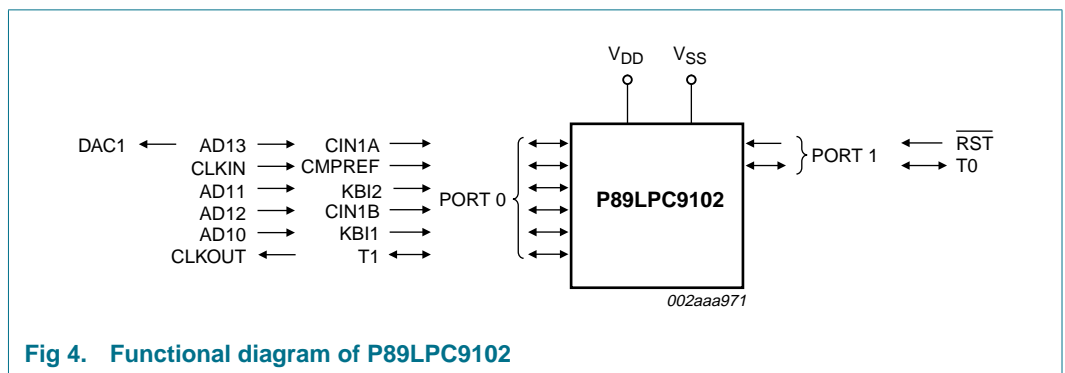 VDD VSS
DAC1 AD13 CIN1A RST
CLKIN CMPREF PORT 1 T0
AD11 KBI2 PORT 0 P89LPC9102
AD12 CIN1B
AD10 KBI1
CLKOUT T1
002aaa971
Fig 4. Functional diagram of P89LPC9102